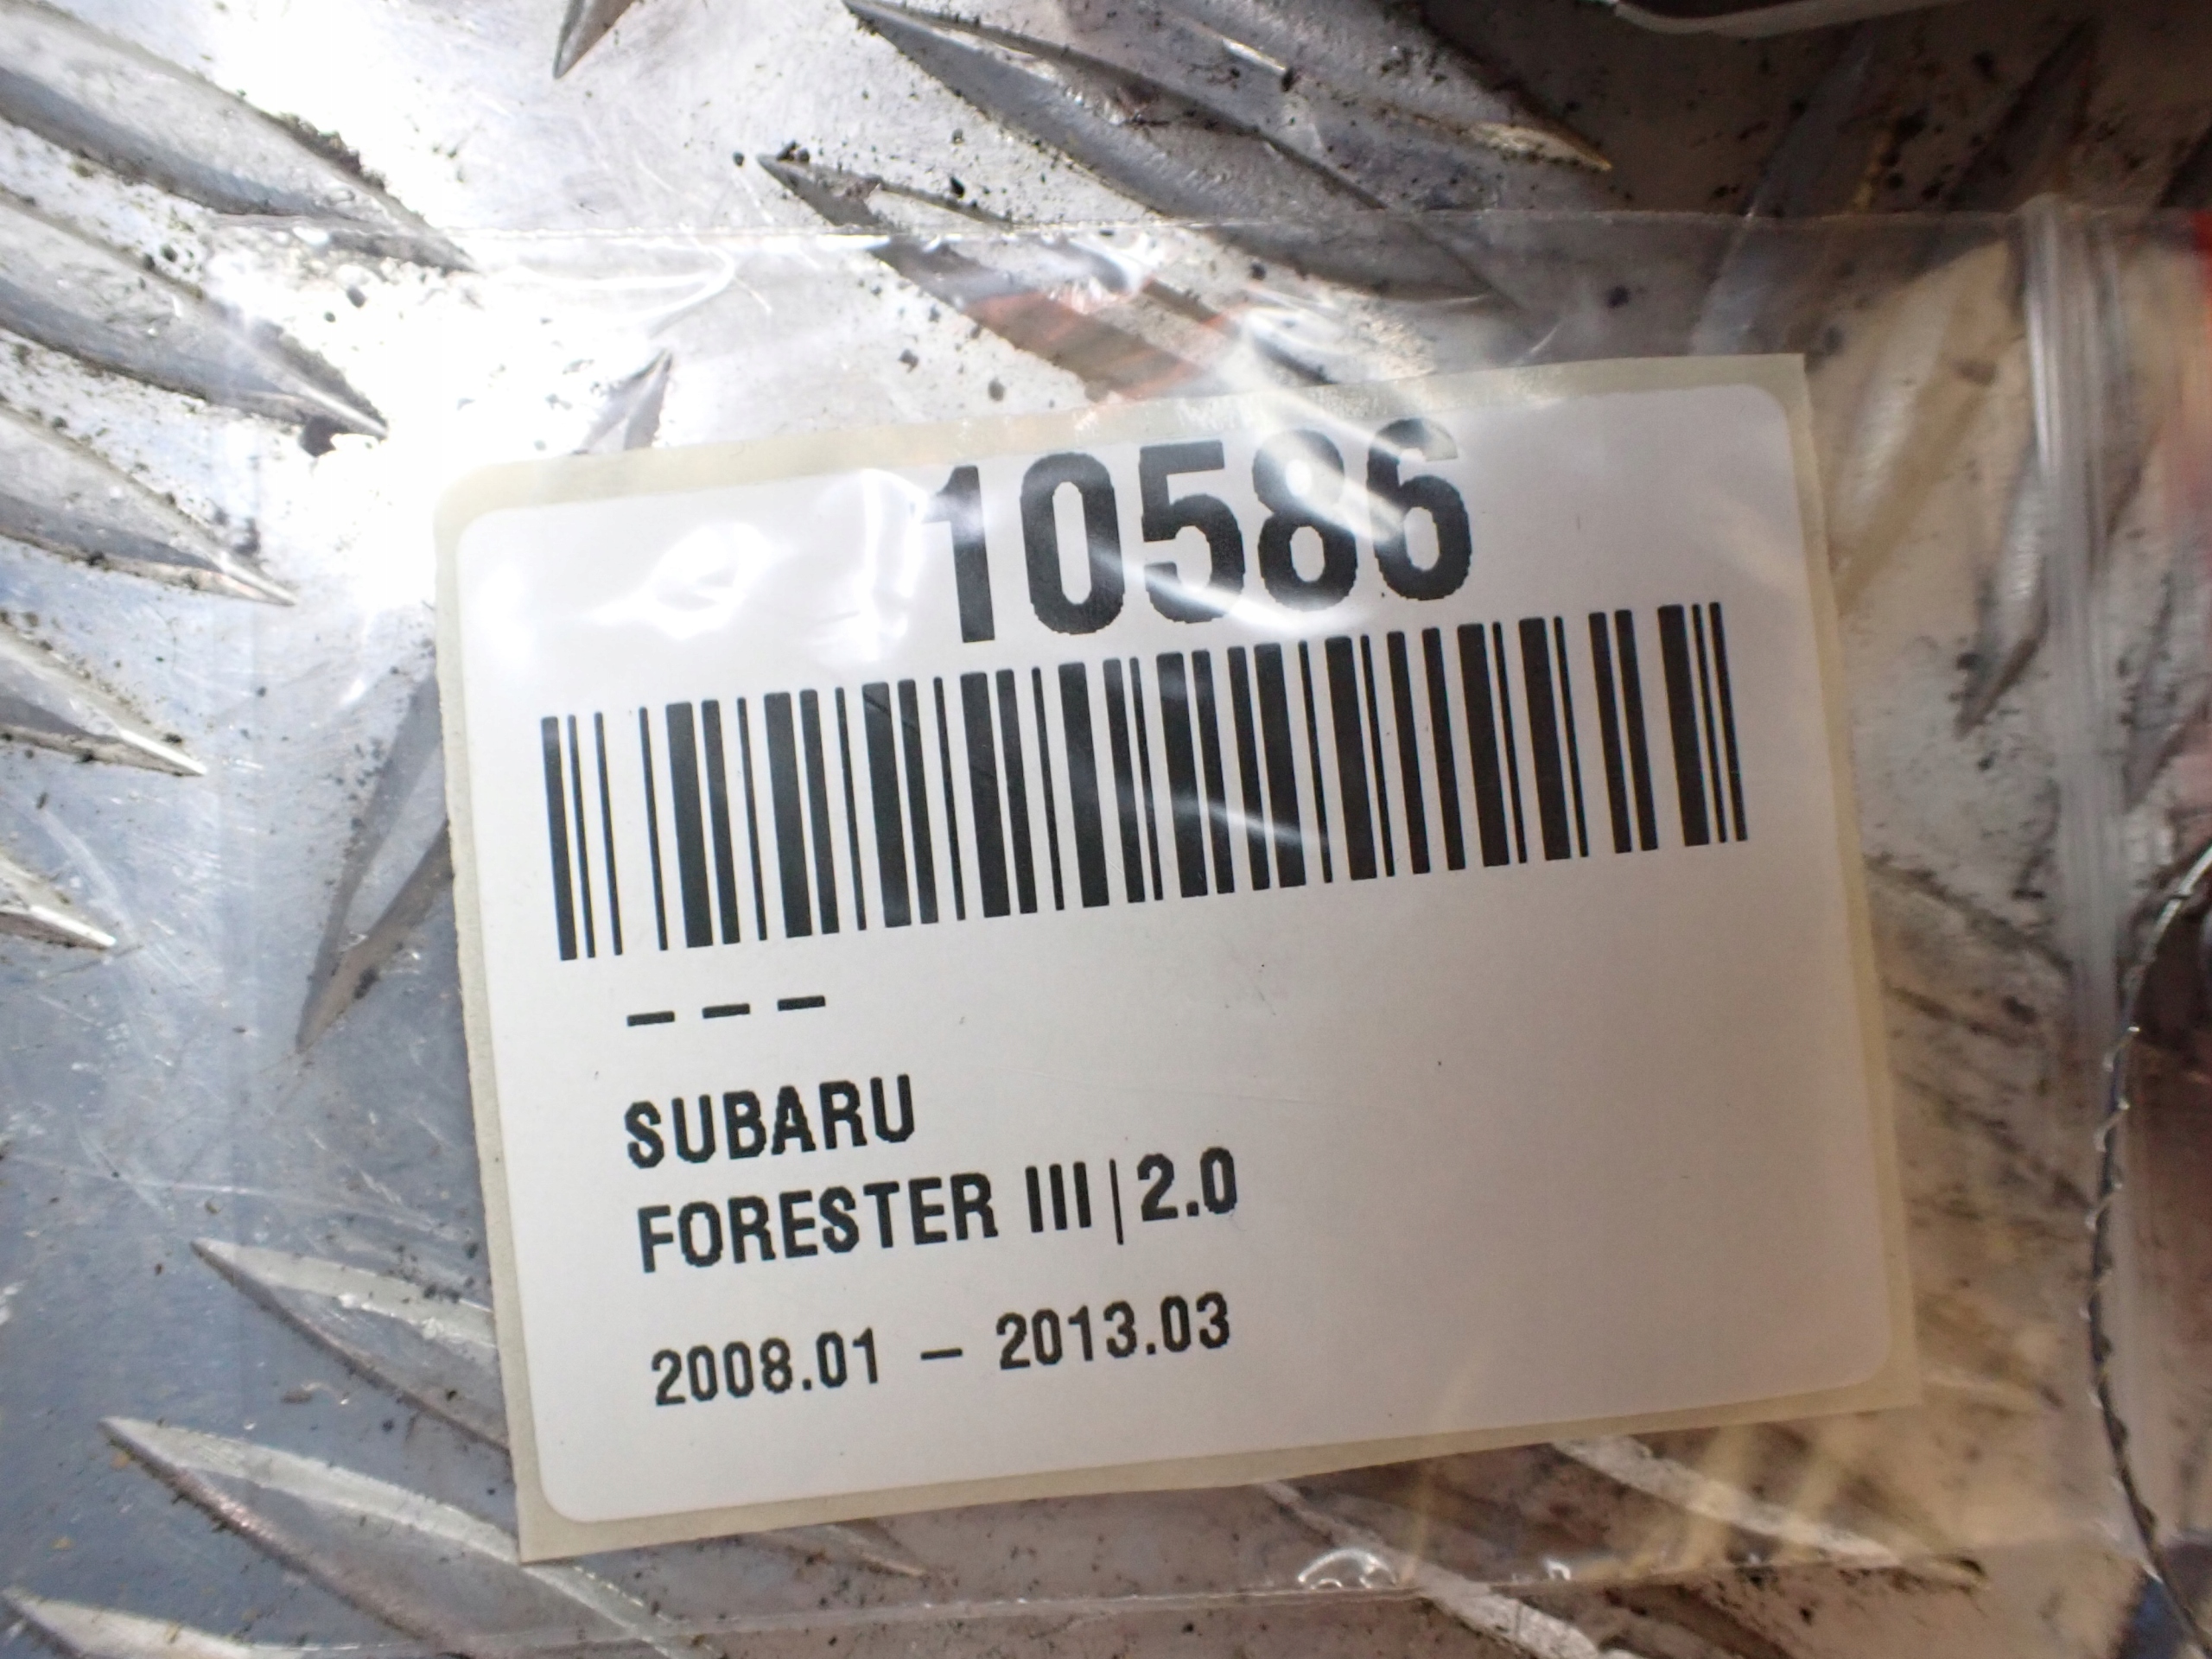 10586
– – –
SUBARU
FORESTER III|2.0
2008.01 – 2013.03